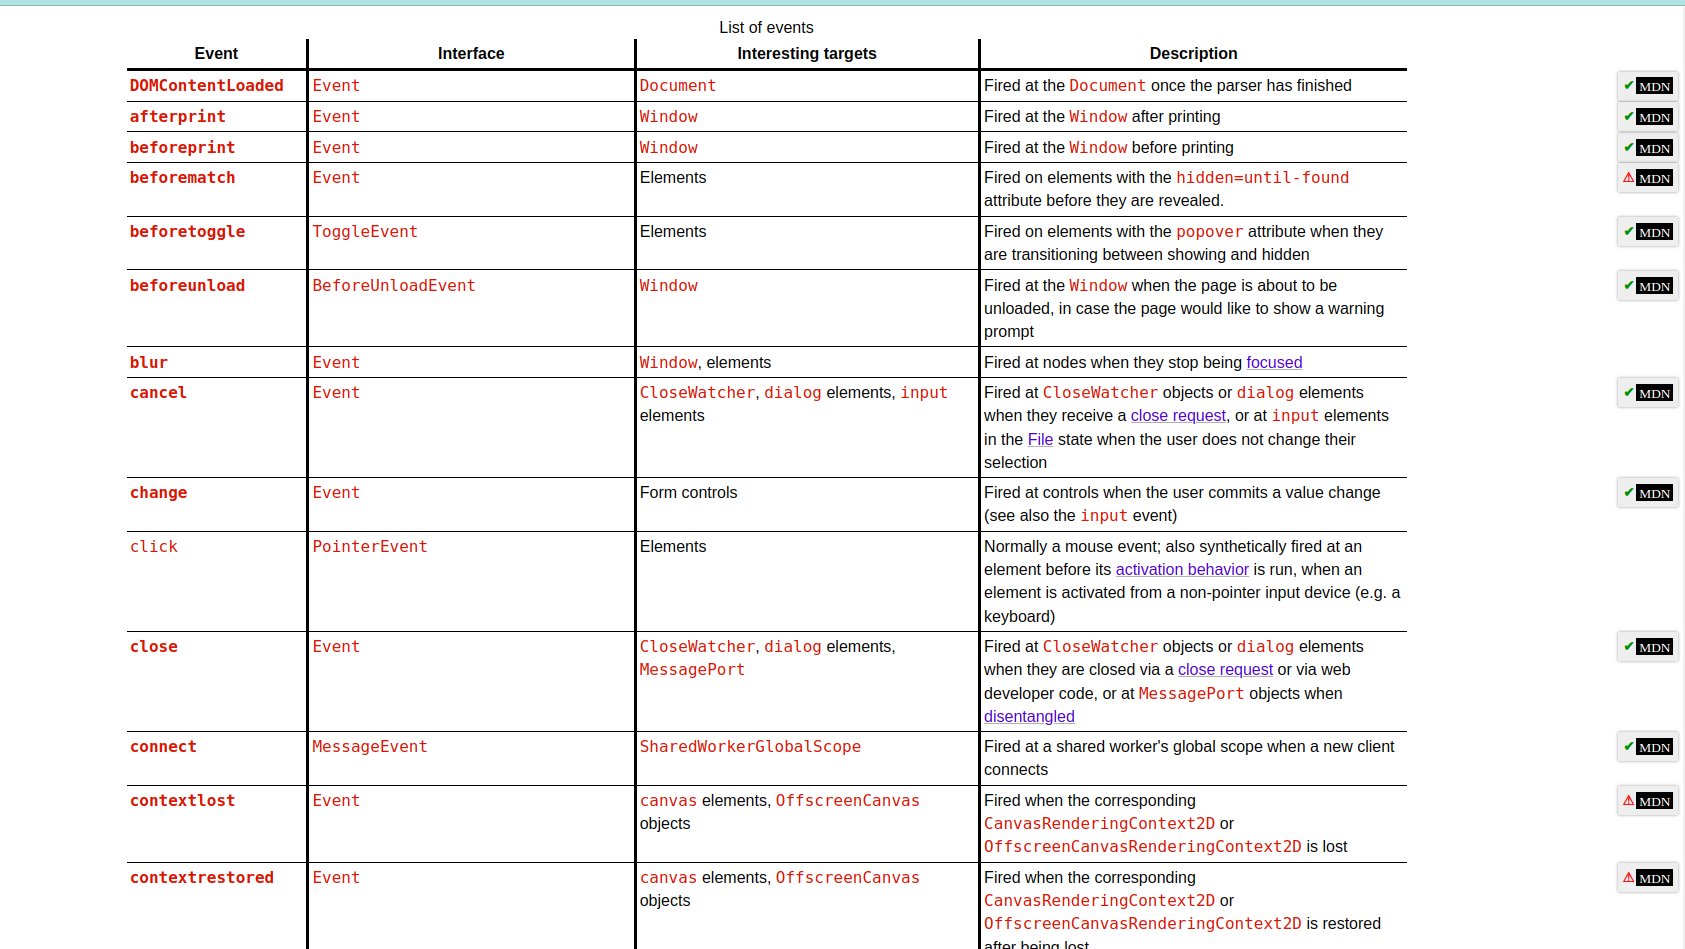 List of events
Event Interface Interesting targets Description
DOMContentLoaded Event Document Fired at the Document once the parser has finished ✔ MDN
afterprint Event Window Fired at the Window after printing ✔ MDN
beforeprint Event Window Fired at the Window before printing ✔ MDN
beforematch Event Elements Fired on elements with the hidden=until-found ⚠ MDN
attribute before they are revealed.
beforetoggle ToggleEvent Elements Fired on elements with the popover attribute when they ✔ MDN
are transitioning between showing and hidden
beforeunload BeforeUnloadEvent Window Fired at the Window when the page is about to be ✔ MDN
unloaded, in case the page would like to show a warning
prompt
blur Event Window, elements Fired at nodes when they stop being focused
cancel Event CloseWatcher, dialog elements, input Fired at CloseWatcher objects or dialog elements ✔ MDN
elements when they receive a close request, or at input elements
in the File state when the user does not change their
selection
change Event Form controls Fired at controls when the user commits a value change ✔ MDN
(see also the input event)
click PointerEvent Elements Normally a mouse event; also synthetically fired at an
element before its activation behavior is run, when an
element is activated from a non-pointer input device (e.g. a
keyboard)
close Event CloseWatcher, dialog elements, Fired at CloseWatcher objects or dialog elements ✔ MDN
MessagePort when they are closed via a close request or via web
developer code, or at MessagePort objects when
disentangled
connect MessageEvent SharedWorkerGlobalScope Fired at a shared worker's global scope when a new client ✔ MDN
connects
contextlost Event canvas elements, OffscreenCanvas Fired when the corresponding ⚠ MDN
objects CanvasRenderingContext2D or
OffscreenCanvasRenderingContext2D is lost
contextrestored Event canvas elements, OffscreenCanvas Fired when the corresponding ⚠ MDN
objects CanvasRenderingContext2D or
OffscreenCanvasRenderingContext2D is restored
after being lost